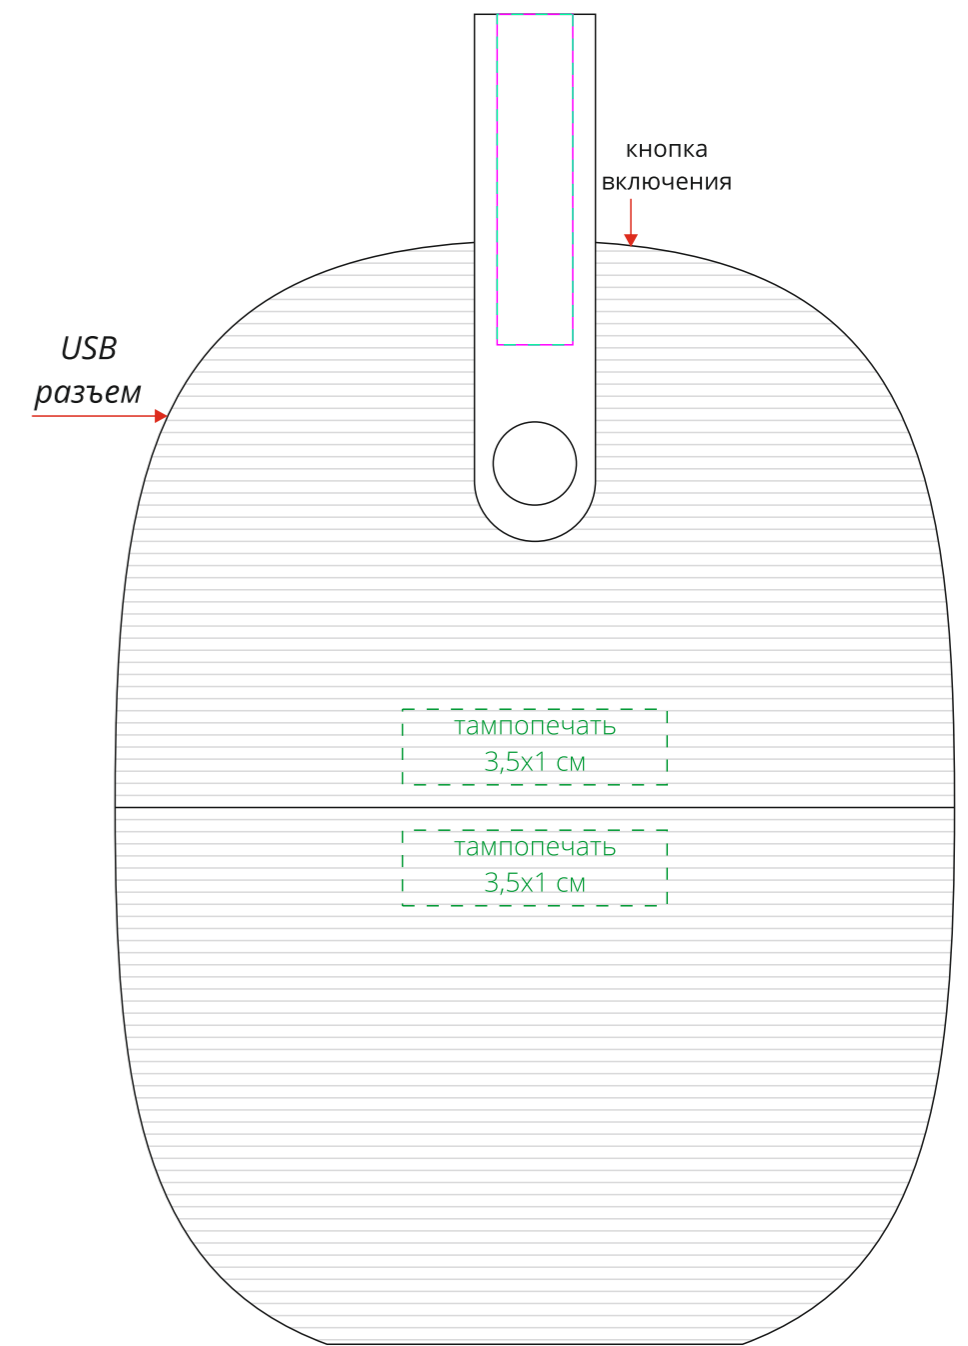 кнопка
включения
USB
разъем
тампопечать
3,5х1 см
тампопечать
3,5х1 см